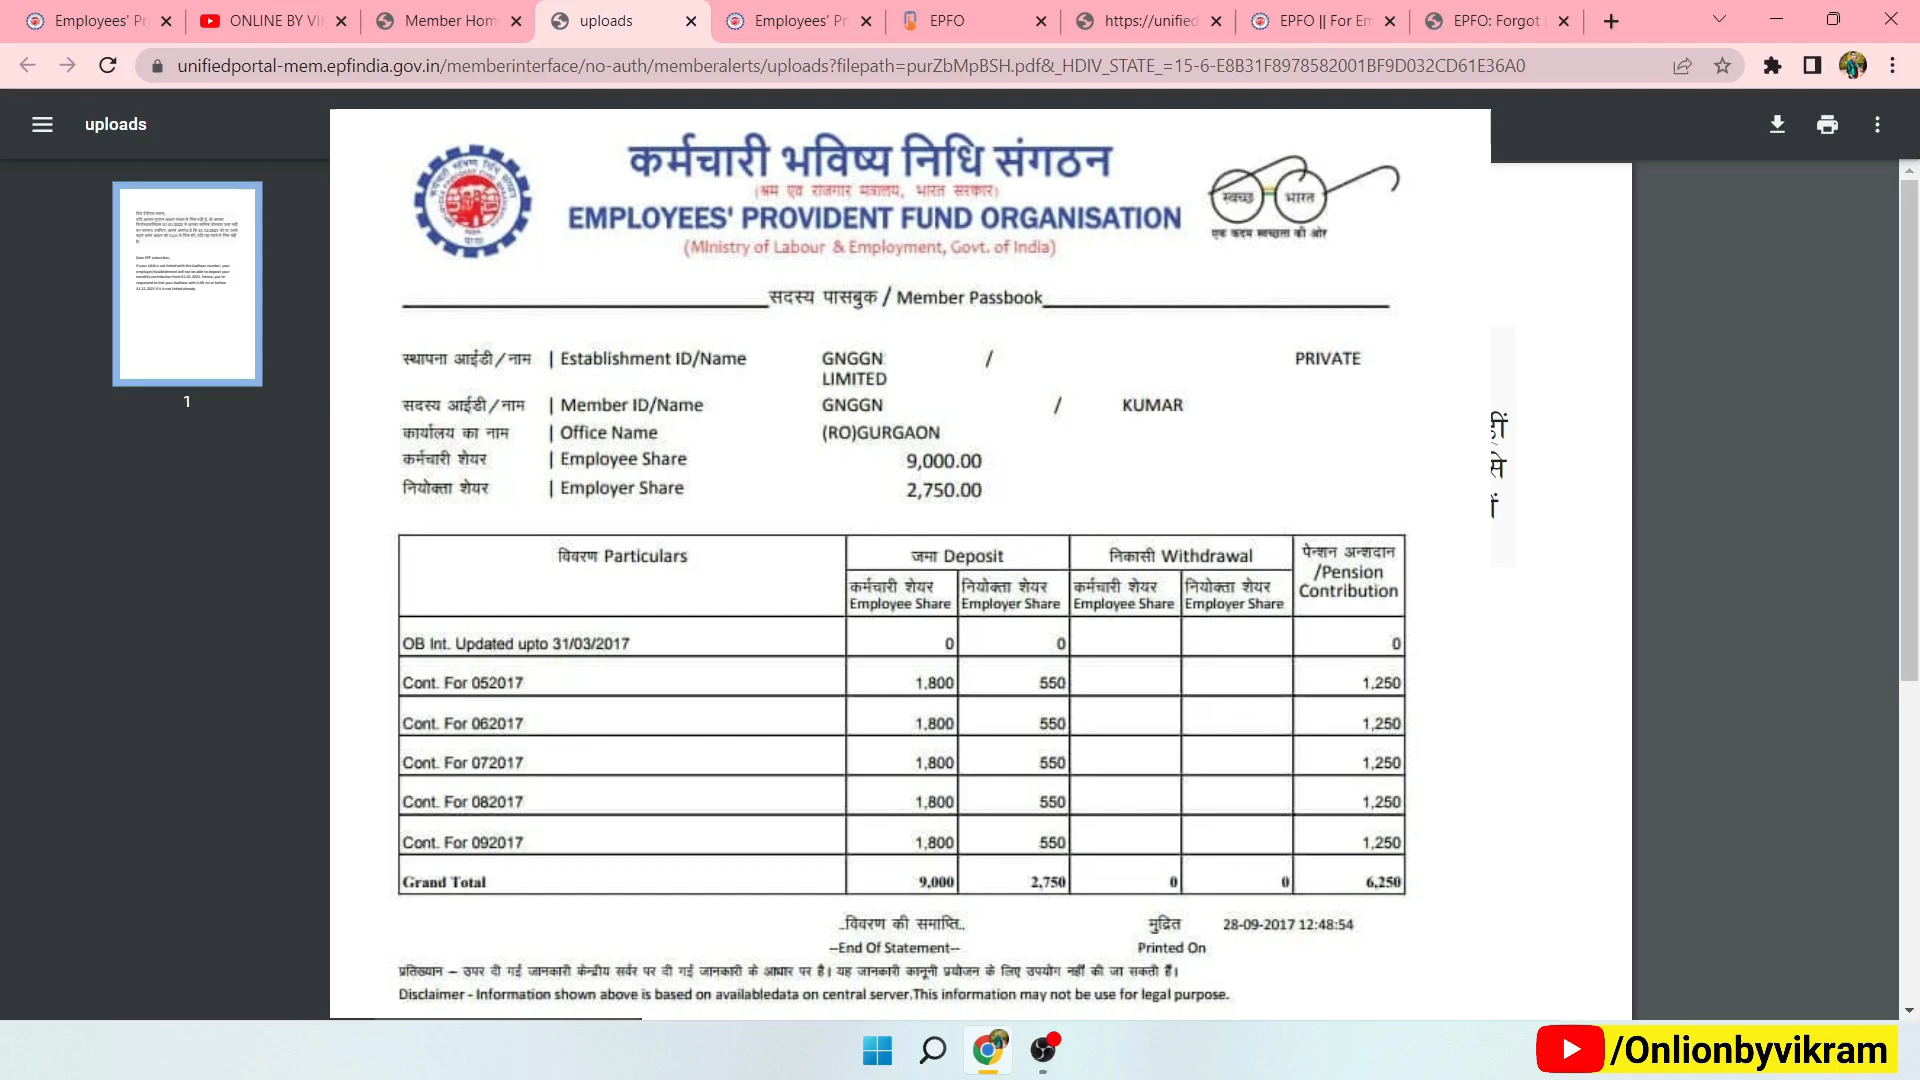 Employees' Pr
ONLINE BY VI
Member Hom
uploads
Employees' Pr
EPFO
https://unified
EPFO || For Em
EPFO: Forgot
unifiedportal-mem.epfindia.gov.in/memberinterface/no-auth/memberalerts/uploads?filepath=purZbMpBSH.pdf&_HDIV_STATE_=15-6-E8B31F8978582001BF9D032CD61E36A0
uploads
1
कर्मचारी भविष्य निधि संगठन
(श्रम एवं रोजगार मंत्रालय, भारत सरकार)
EMPLOYEES' PROVIDENT FUND ORGANISATION
(Ministry of Labour & Employment, Govt. of India)
स्वच्छ भारत
एक कदम स्वच्छता की ओर
सदस्य पासबुक / Member Passbook
स्थापना आईडी/नाम | Establishment ID/Name GNGGN / PRIVATE
LIMITED
सदस्य आईडी/नाम | Member ID/Name GNGGN / KUMAR
कार्यालय का नाम | Office Name (RO)GURGAON
कर्मचारी शेयर | Employee Share 9,000.00
नियोक्ता शेयर | Employer Share 2,750.00
विवरण Particulars जमा Deposit निकासी Withdrawal पेन्शन अन्शदान /Pension Contribution
कर्मचारी शेयर Employee Share नियोक्ता शेयर Employer Share कर्मचारी शेयर Employee Share नियोक्ता शेयर Employer Share
OB Int. Updated upto 31/03/2017 0 0 0
Cont. For 052017 1,800 550 1,250
Cont. For 062017 1,800 550 1,250
Cont. For 072017 1,800 550 1,250
Cont. For 082017 1,800 550 1,250
Cont. For 092017 1,800 550 1,250
Grand Total 9,000 2,750 0 0 6,250
..विवरण की समाप्ति.. मुद्रित 28-09-2017 12:48:54
--End Of Statement-- Printed On
प्रतिख्यान – उपर दी गई जानकारी केन्द्रीय सर्वर पर दी गई जानकारी के आधार पर है। यह जानकारी कानूनी प्रयोजन के लिए उपयोग नहीं की जा सकती हैं।
Disclaimer - Information shown above is based on availabledata on central server.This information may not be use for legal purpose.
/Onlionbyvikram